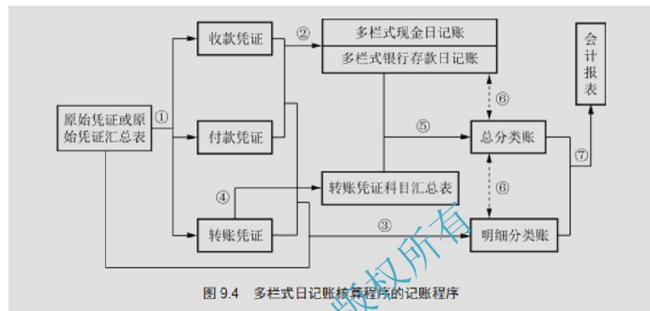 收款凭证
②
多栏式现金日记账
多栏式银行存款日记账
会计报表
原始凭证或原
始凭证汇总表
①
付款凭证
⑥
⑤
总分类账
⑦
④
转账凭证科目汇总表
⑥
转账凭证
③
明细分类账
版权所有
图 9.4 多栏式日记账核算程序的记账程序